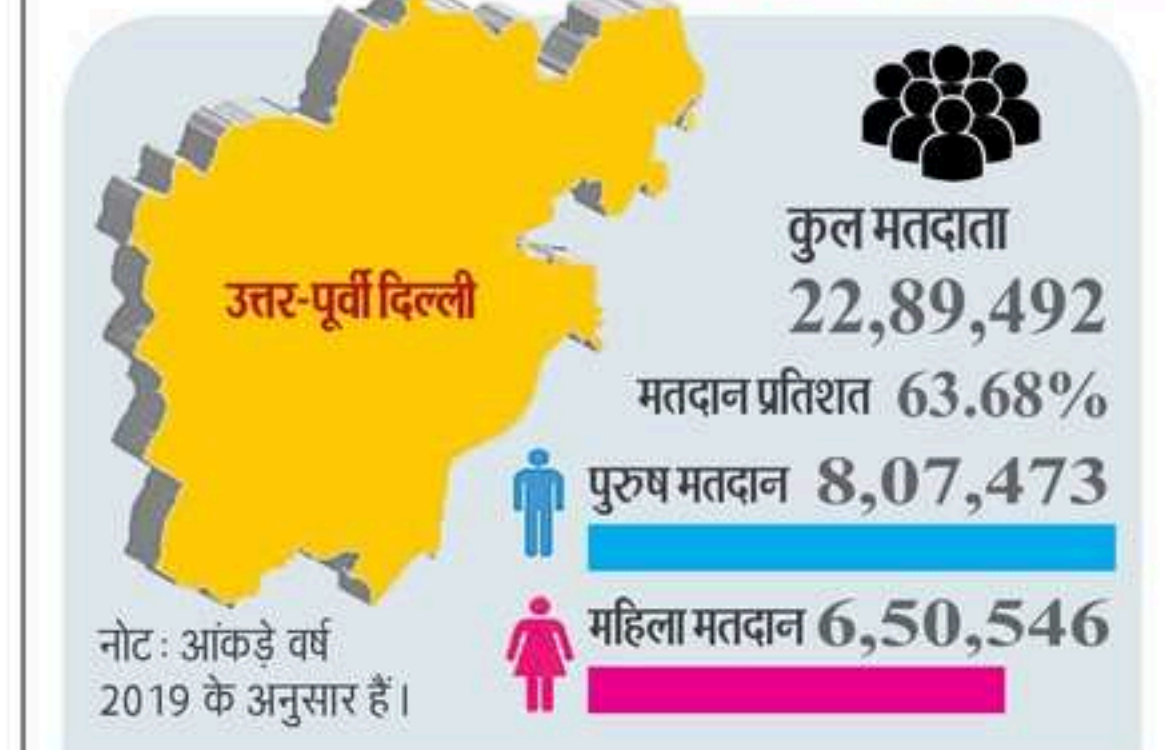 उत्तर-पूर्वी दिल्ली
कुल मतदाता
22,89,492
मतदान प्रतिशत 63.68%
पुरुष मतदान 8,07,473
महिला मतदान 6,50,546
नोट: आंकड़े वर्ष
2019 के अनुसार हैं।